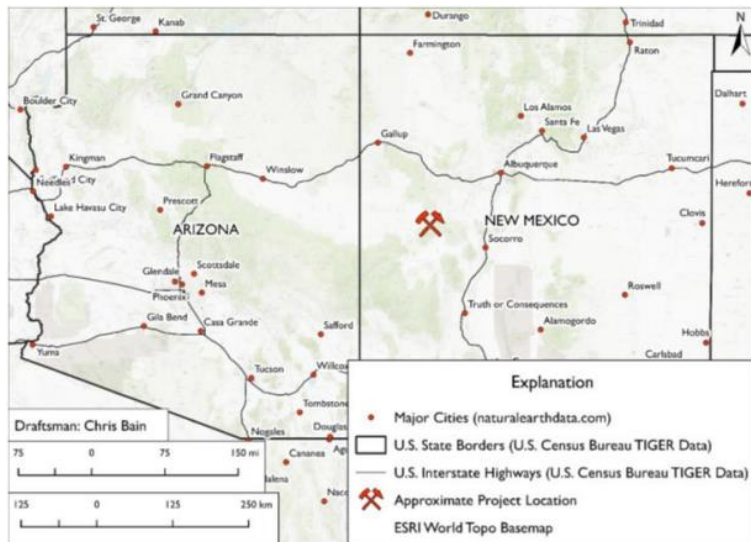 St. George
Kanab
Durango
Trinidad
N
Farmington
Raton
Boulder City
Grand Canyon
Los Alamos
Dalhart
Santa Fe
Las Vegas
Gallup
Kingman
Flagstaff
Albuquerque
Tucumcari
Winslow
Needles
City
Hereford
Lake Havasu City
Prescott
ARIZONA
NEW MEXICO
Clovis
Socorro
Glendale
Scottsdale
Phoenix
Mesa
Roswell
Gila Bend
Casa Grande
Safford
Truth or Consequences
Alamogordo
Hobbs
Yuma
Carlsbad
Tucson
Willcox
Tombstone
Nogales
Douglas
Cananea
Explanation
Major Cities (naturalearthdata.com)
U.S. State Borders (U.S. Census Bureau TIGER Data)
U.S. Interstate Highways (U.S. Census Bureau TIGER Data)
Approximate Project Location
ESRI World Topo Basemap
Draftsman: Chris Bain
75 0 75 150 mi
125 0 125 250 km